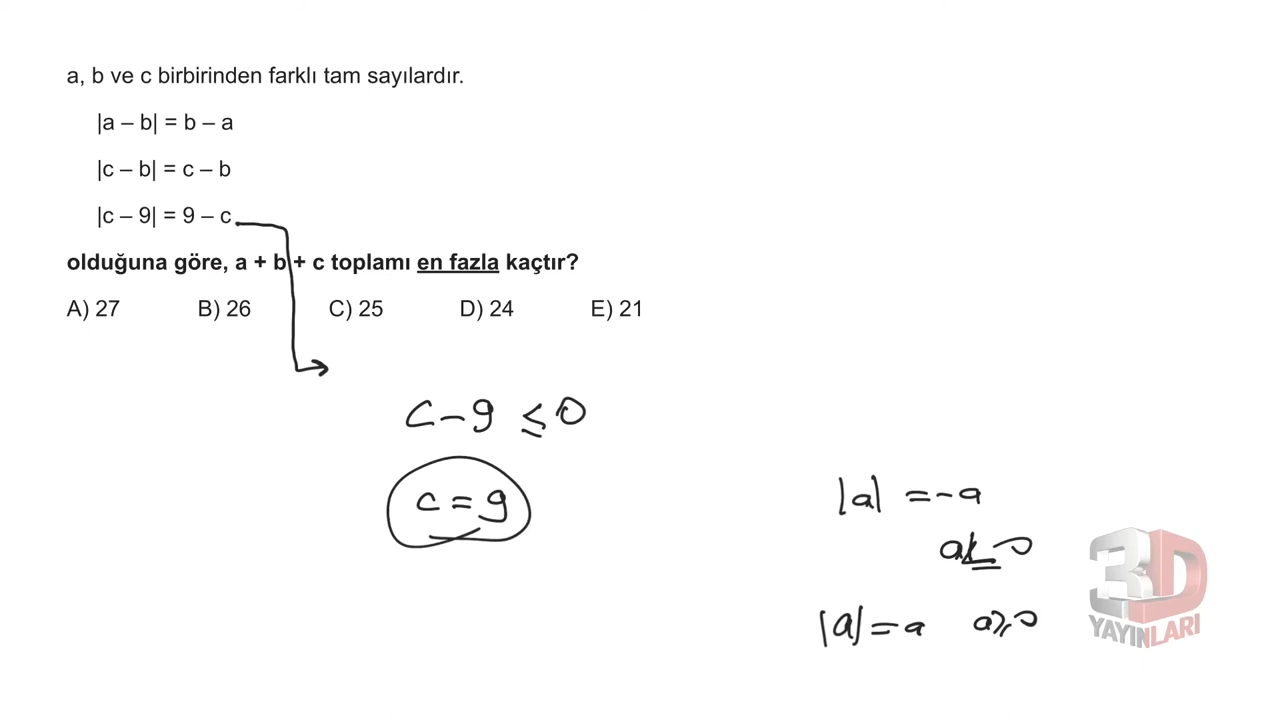 a, b ve c birbirinden farklı tam sayılardır.
|a – b| = b – a
|c – b| = c – b
|c – 9| = 9 – c
olduğuna göre, a + b + c toplamı en fazla kaçtır?
A) 27 B) 26 C) 25 D) 24 E) 21
c – 9 ≤ 0
c = 9
|a| = -a
a ≤ 0
|a| = a a ≥ 0
3D
YAYINLARI